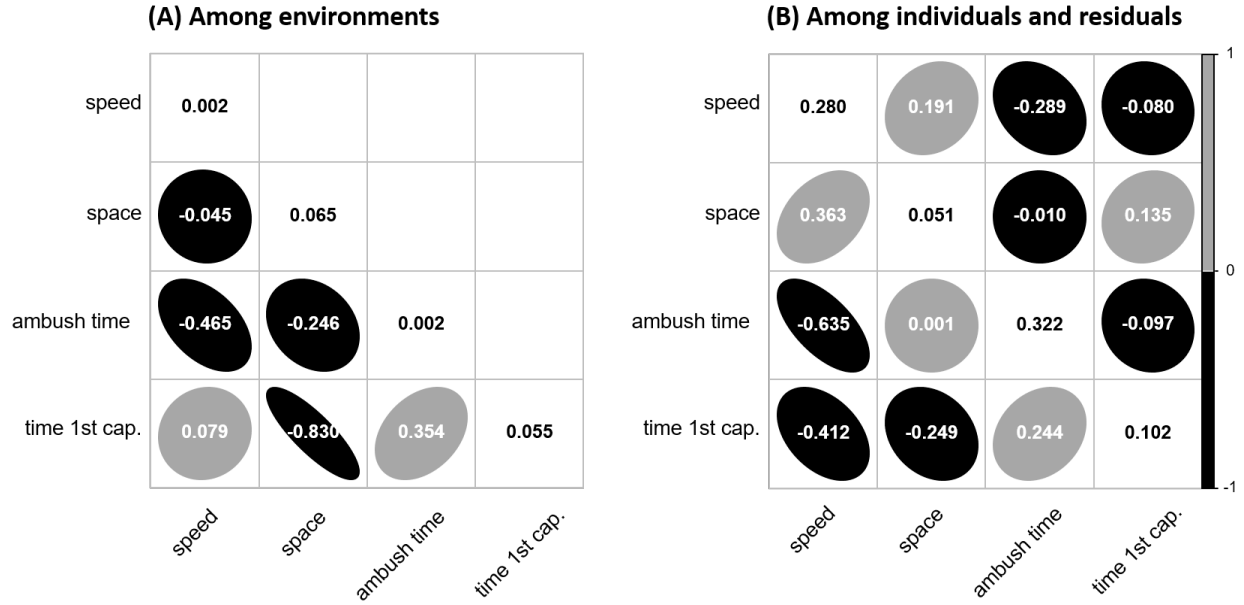 (A) Among environments
speed 0.002
space -0.045 0.065
ambush time -0.465 -0.246 0.002
time 1st cap. 0.079 -0.830 0.354 0.055
speed space ambush time time 1st cap.
(B) Among individuals and residuals
speed 0.280 0.191 -0.289 -0.080
space 0.363 0.051 -0.010 0.135
ambush time -0.635 0.001 0.322 -0.097
time 1st cap. -0.412 -0.249 0.244 0.102
speed space ambush time time 1st cap.
1
0
-1